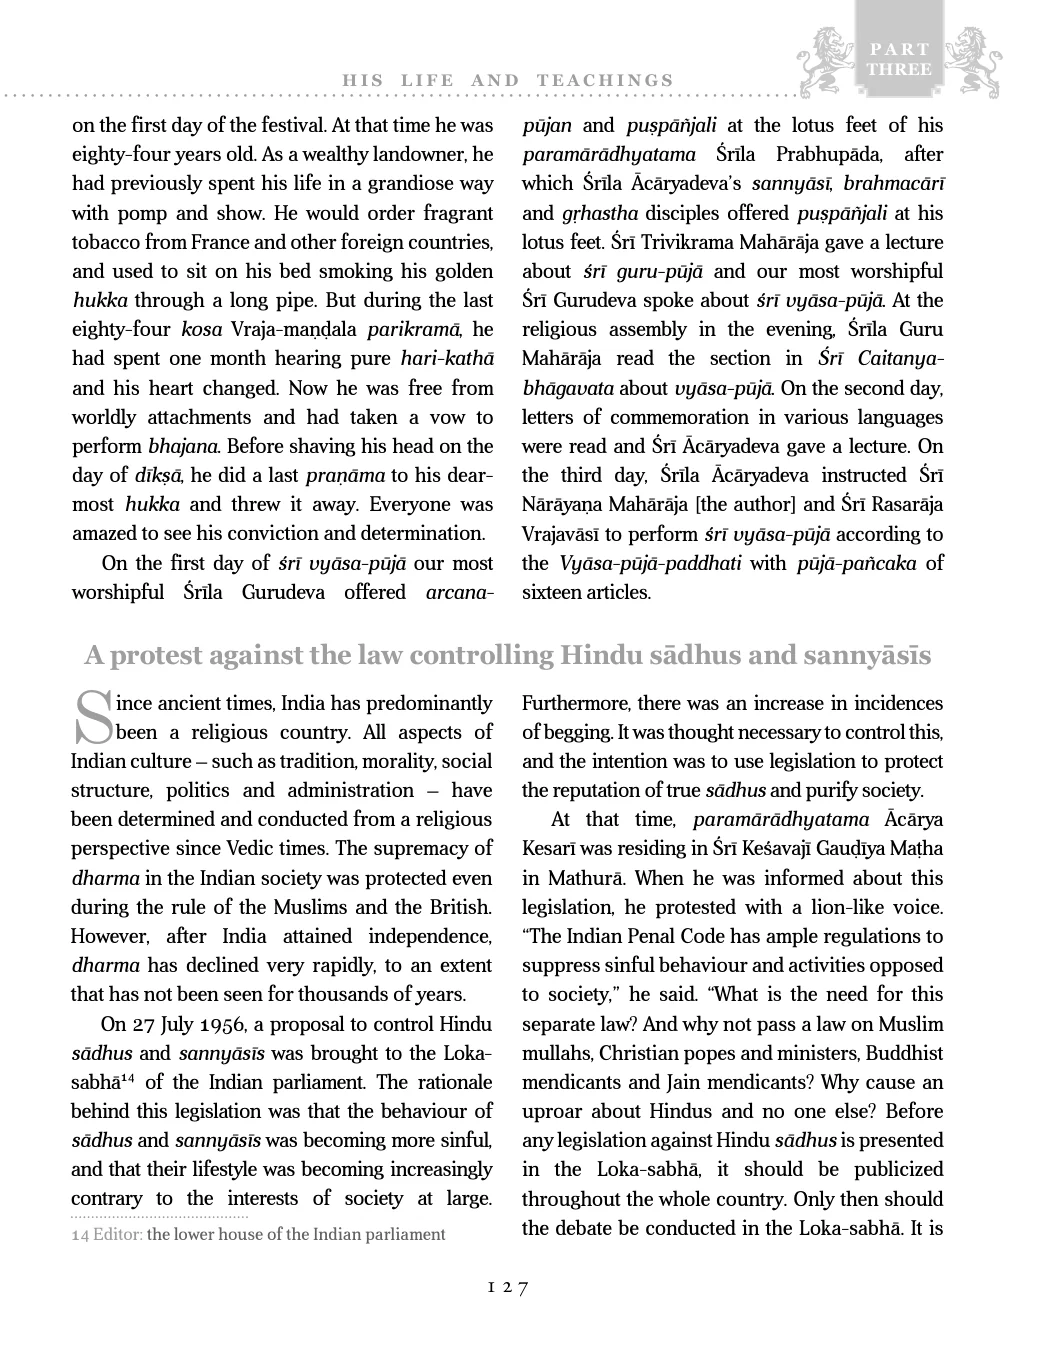 PART
THREE
HIS LIFE AND TEACHINGS
on the first day of the festival. At that time he was
eighty-four years old. As a wealthy landowner, he
had previously spent his life in a grandiose way
with pomp and show. He would order fragrant
tobacco from France and other foreign countries,
and used to sit on his bed smoking his golden
hukka through a long pipe. But during the last
eighty-four kosa Vraja-maṇḍala parikramā, he
had spent one month hearing pure hari-kathā
and his heart changed. Now he was free from
worldly attachments and had taken a vow to
perform bhajana. Before shaving his head on the
day of dīkṣā, he did a last praṇāma to his dear-
most hukka and threw it away. Everyone was
amazed to see his conviction and determination.
On the first day of śrī vyāsa-pūjā our most
worshipful Śrīla Gurudeva offered arcana-
pūjan and puṣpāñjali at the lotus feet of his
paramārādhyatama Śrīla Prabhupāda, after
which Śrīla Ācāryadeva’s sannyāsī, brahmacārī
and gṛhastha disciples offered puṣpāñjali at his
lotus feet. Śrī Trivikrama Mahārāja gave a lecture
about śrī guru-pūjā and our most worshipful
Śrī Gurudeva spoke about śrī vyāsa-pūjā. At the
religious assembly in the evening, Śrīla Guru
Mahārāja read the section in Śrī Caitanya-
bhāgavata about vyāsa-pūjā. On the second day,
letters of commemoration in various languages
were read and Śrī Ācāryadeva gave a lecture. On
the third day, Śrīla Ācāryadeva instructed Śrī
Nārāyaṇa Mahārāja [the author] and Śrī Rasarāja
Vrajavāsī to perform śrī vyāsa-pūjā according to
the Vyāsa-pūjā-paddhati with pūjā-pañcaka of
sixteen articles.
A protest against the law controlling Hindu sādhus and sannyāsīs
Since ancient times, India has predominantly
been a religious country. All aspects of
Indian culture – such as tradition, morality, social
structure, politics and administration – have
been determined and conducted from a religious
perspective since Vedic times. The supremacy of
dharma in the Indian society was protected even
during the rule of the Muslims and the British.
However, after India attained independence,
dharma has declined very rapidly, to an extent
that has not been seen for thousands of years.
On 27 July 1956, a proposal to control Hindu
sādhus and sannyāsīs was brought to the Loka-
sabhā¹⁴ of the Indian parliament. The rationale
behind this legislation was that the behaviour of
sādhus and sannyāsīs was becoming more sinful,
and that their lifestyle was becoming increasingly
contrary to the interests of society at large.
14 Editor: the lower house of the Indian parliament
Furthermore, there was an increase in incidences
of begging. It was thought necessary to control this,
and the intention was to use legislation to protect
the reputation of true sādhus and purify society.
At that time, paramārādhyatama Ācārya
Kesarī was residing in Śrī Keśavajī Gauḍīya Maṭha
in Mathurā. When he was informed about this
legislation, he protested with a lion-like voice.
“The Indian Penal Code has ample regulations to
suppress sinful behaviour and activities opposed
to society,” he said. “What is the need for this
separate law? And why not pass a law on Muslim
mullahs, Christian popes and ministers, Buddhist
mendicants and Jain mendicants? Why cause an
uproar about Hindus and no one else? Before
any legislation against Hindu sādhus is presented
in the Loka-sabhā, it should be publicized
throughout the whole country. Only then should
the debate be conducted in the Loka-sabhā. It is
127